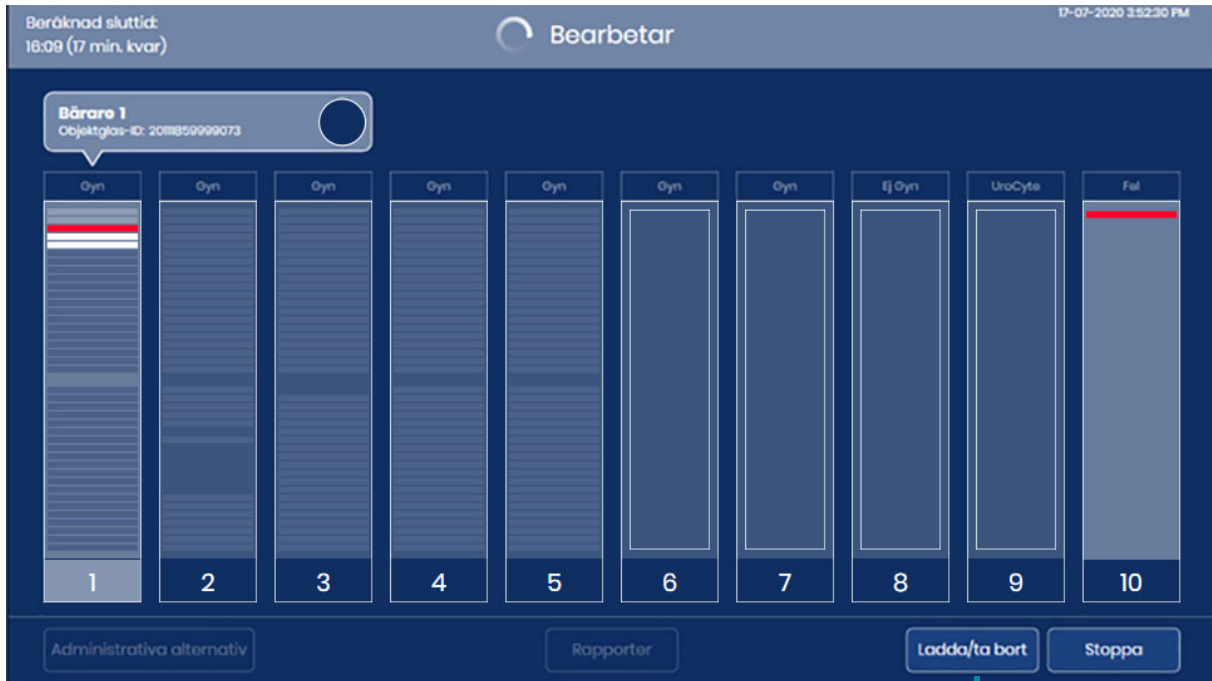 Beräknad sluttid:
16:09 (17 min. kvar)
Bearbetar
17-07-2020 3:52:30 PM
Bärare 1
Objektglas-ID: 20111859999073
Gyn Gyn Gyn Gyn Gyn Gyn Gyn Ej Gyn UroCyte Fel
1 2 3 4 5 6 7 8 9 10
Administrativa alternativ Rapporter Ladda/ta bort Stoppa